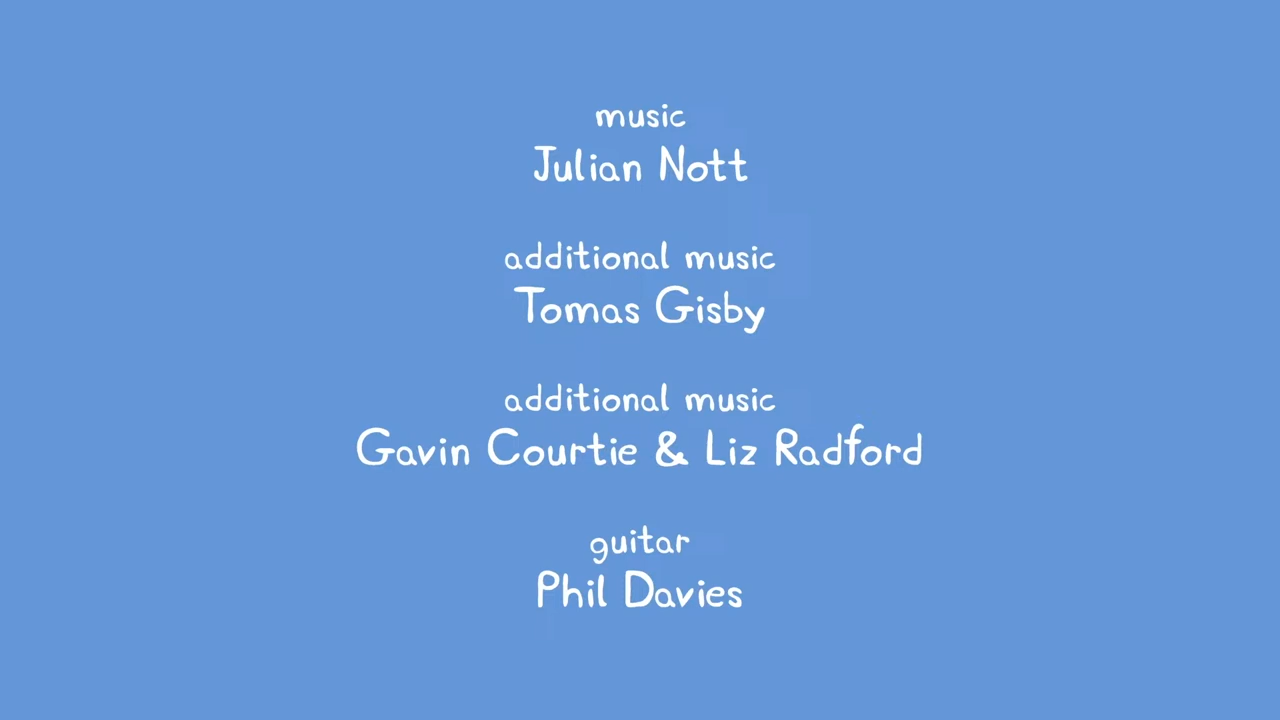 music
Julian Nott
additional music
Tomas Gisby
additional music
Gavin Courtie & Liz Radford
guitar
Phil Davies